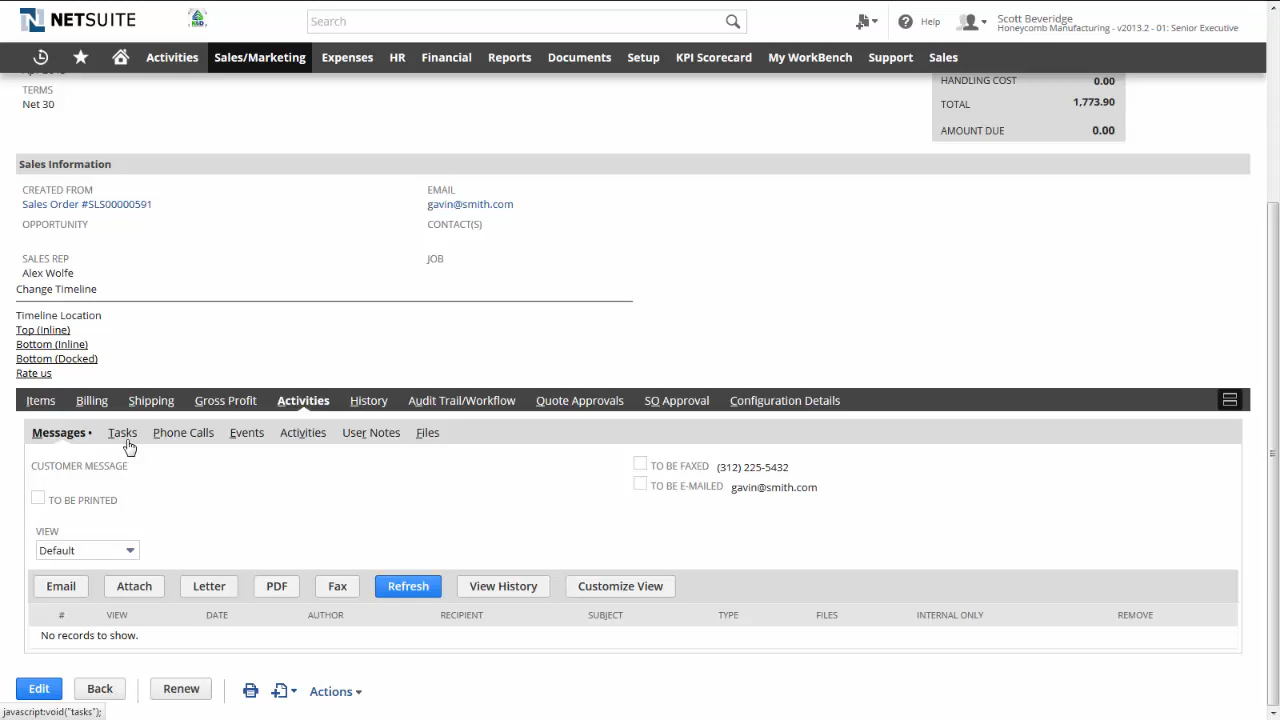 NETSUITE
Search
Help
Scott Beveridge
Honeycomb Manufacturing - v2013.2 - 01: Senior Executive
Activities Sales/Marketing Expenses HR Financial Reports Documents Setup KPI Scorecard My WorkBench Support Sales
TERMS
Net 30
HANDLING COST 0.00
TOTAL 1,773.90
AMOUNT DUE 0.00
Sales Information
CREATED FROM
Sales Order #SLS00000591
OPPORTUNITY
SALES REP
Alex Wolfe
EMAIL
gavin@smith.com
CONTACT(S)
JOB
Change Timeline
Timeline Location
Top (Inline)
Bottom (Inline)
Bottom (Docked)
Rate us
Items Billing Shipping Gross Profit Activities History Audit Trail/Workflow Quote Approvals SO Approval Configuration Details
Messages • Tasks Phone Calls Events Activities User Notes Files
CUSTOMER MESSAGE
TO BE PRINTED
TO BE FAXED (312) 225-5432
TO BE E-MAILED gavin@smith.com
VIEW
Default
Email Attach Letter PDF Fax Refresh View History Customize View
# VIEW DATE AUTHOR RECIPIENT SUBJECT TYPE FILES INTERNAL ONLY REMOVE
No records to show.
Edit Back Renew Actions
javascript:void("tasks");